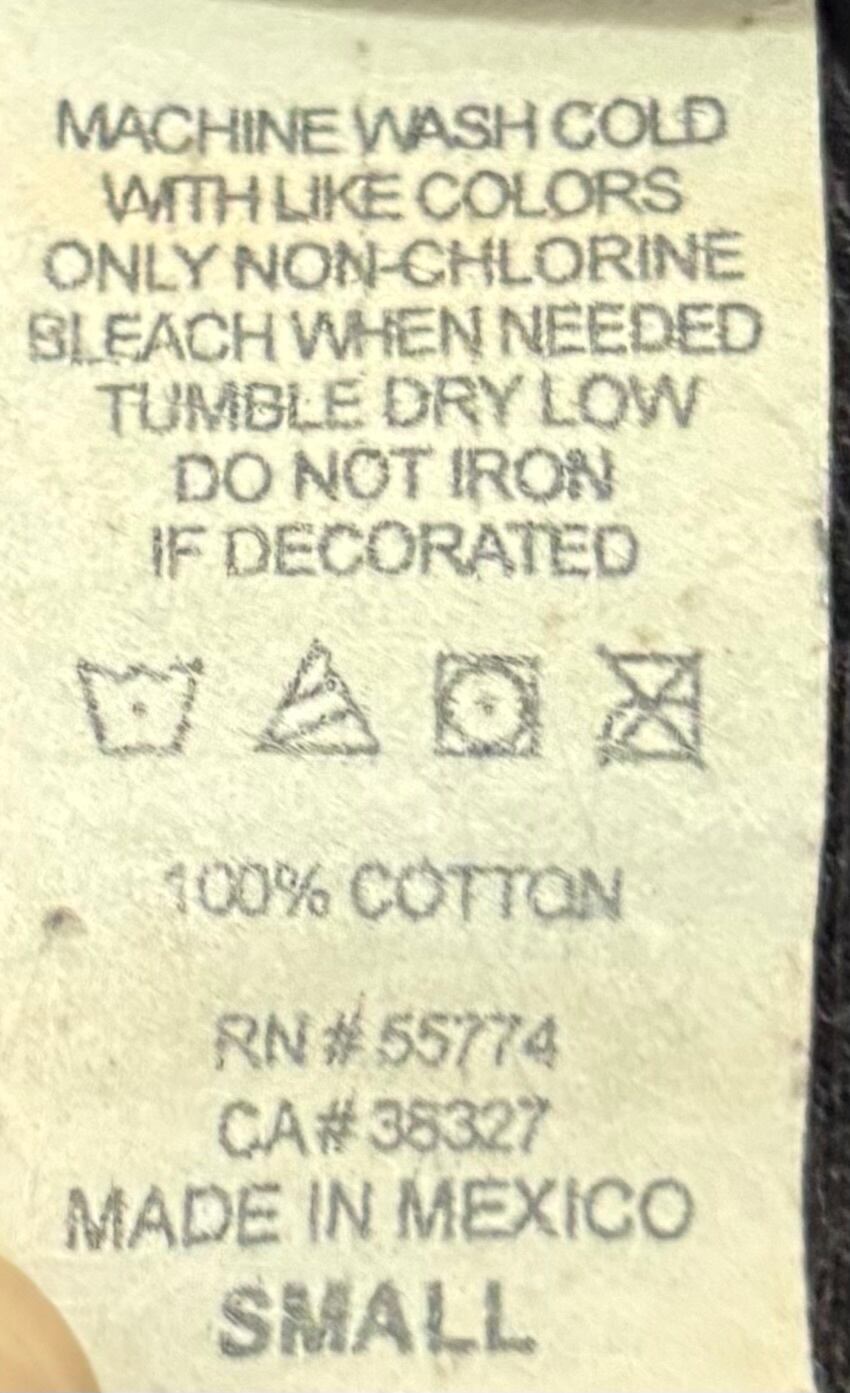 MACHINE WASH COLD
WITH LIKE COLORS
ONLY NON-CHLORINE
BLEACH WHEN NEEDED
TUMBLE DRY LOW
DO NOT IRON
IF DECORATED
100% COTTON
RN # 55774
CA# 36327
MADE IN MEXICO
SMALL